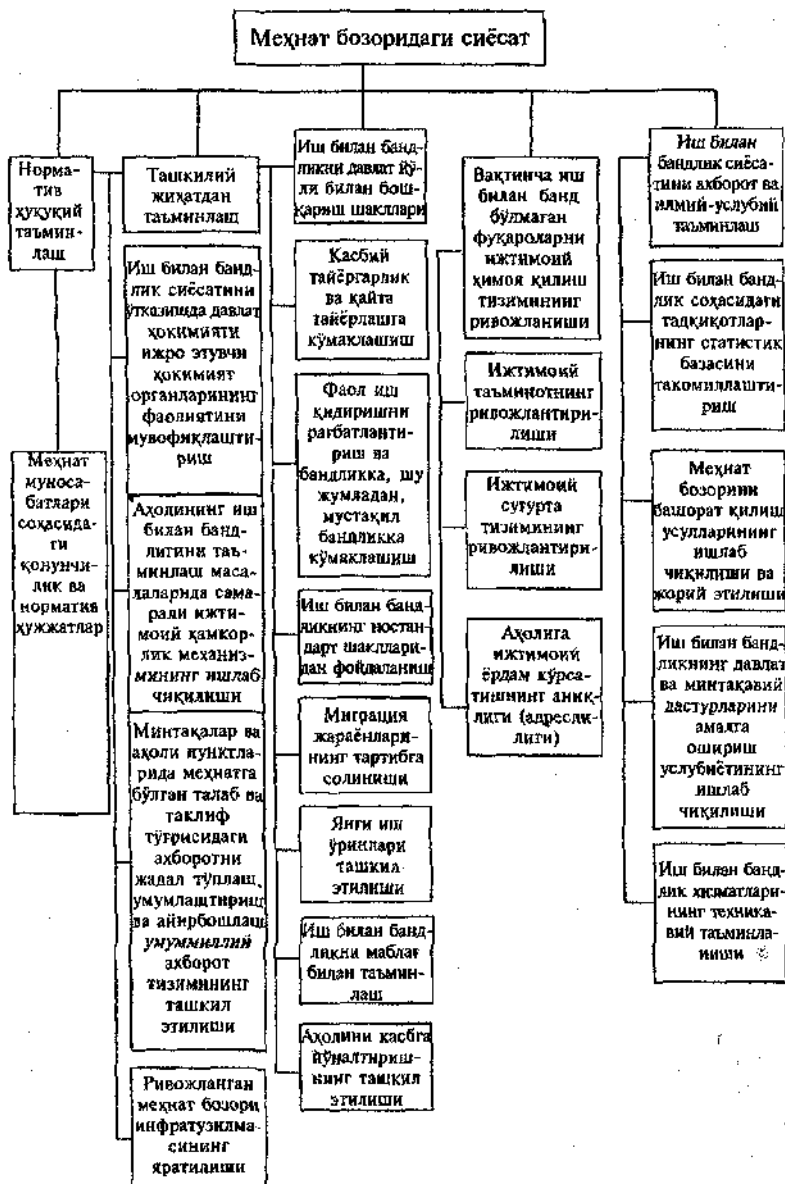 Меҳнат бозоридаги сиёсат
Норма-
тив
ҳуқуқий
таъмин-
лаш
Меҳнат
муноса-
батлари
соҳасида-
ги
қонунчи-
лик ва
норматив
ҳужжатлар
Ташкилий
жиҳатдан
таъминлаш
Иш билан банд-
лик сиёсатини
ўтказишда давлат
ҳокимияти
ижро этувчи
ҳокимият
органларининг
фаолиятини
мувофиқлашти-
риш
Аҳолининг иш
билан банд-
лигини таъ-
минлаш маса-
лаларида сама-
рали ижти-
моий ҳамкор-
лик механиз-
мининг ишлаб
чиқилиши
Минтақалар ва
аҳоли пунктла-
рида меҳнатга
бўлган талаб ва
таклиф
тўғрисидаги
ахборотни
жадал тўплаш,
умумлаштириш
ва айирбошлаш
умуммиллий
ахборот
тизимининг
ташкил
этилиши
Ривожланган
меҳнат бозори
инфратузилма-
сининг
яратилиши
Иш билан банд-
ликни давлат йў-
ли билан бош-
қариш шакллари
Касбий
тайёргарлик
ва қайта
тайёрлашга
кўмаклашиш
Фаол иш
қидиришни
рағбатланти-
риш ва
бандликка, шу
жумладан,
мустақил
бандликка
кўмаклашиш
Иш билан банд-
ликнинг ностан-
дарт шакллари-
дан фойдаланиш
Миграция
жараёнлари-
нинг тартибга
солиниши
Янги иш
ўринлари
ташкил
этилиши
Иш билан банд-
ликни маблағ
билан таъмин-
лаш
Аҳолини касбга
йўналтириш-
нинг ташкил
этилиши
Вақтинча иш
билан банд
бўлмаган
фуқароларни
ижтимоий
ҳимоя қилиш
тизимининг
ривожланиши
Ижтимоий
таъминотнинг
ривожлантири-
лиши
Ижтимоий
суғурта
тизимининг
ривожлантири-
лиши
Аҳолига
ижтимоий
ёрдам кўрса-
тишнинг аниқ-
лиги (адресли-
лиги)
Иш билан
бандлик сиёса-
тини ахборот ва
илмий-услубий
таъминлаш
Иш билан банд-
лик соҳасидаги
тадқиқотлар-
нинг статистик
базасини
такомиллашти-
риш
Меҳнат
бозорини
башорат қилиш
усулларининг
ишлаб
чиқилиши ва
жорий этилиши
Иш билан банд-
ликнинг давлат
ва минтақавий
дастурларини
амалга
ошириш
услубиётининг
ишлаб
чиқилиши
Иш билан банд-
лик хизматлари-
нинг техника-
вий таъминла-
ниши